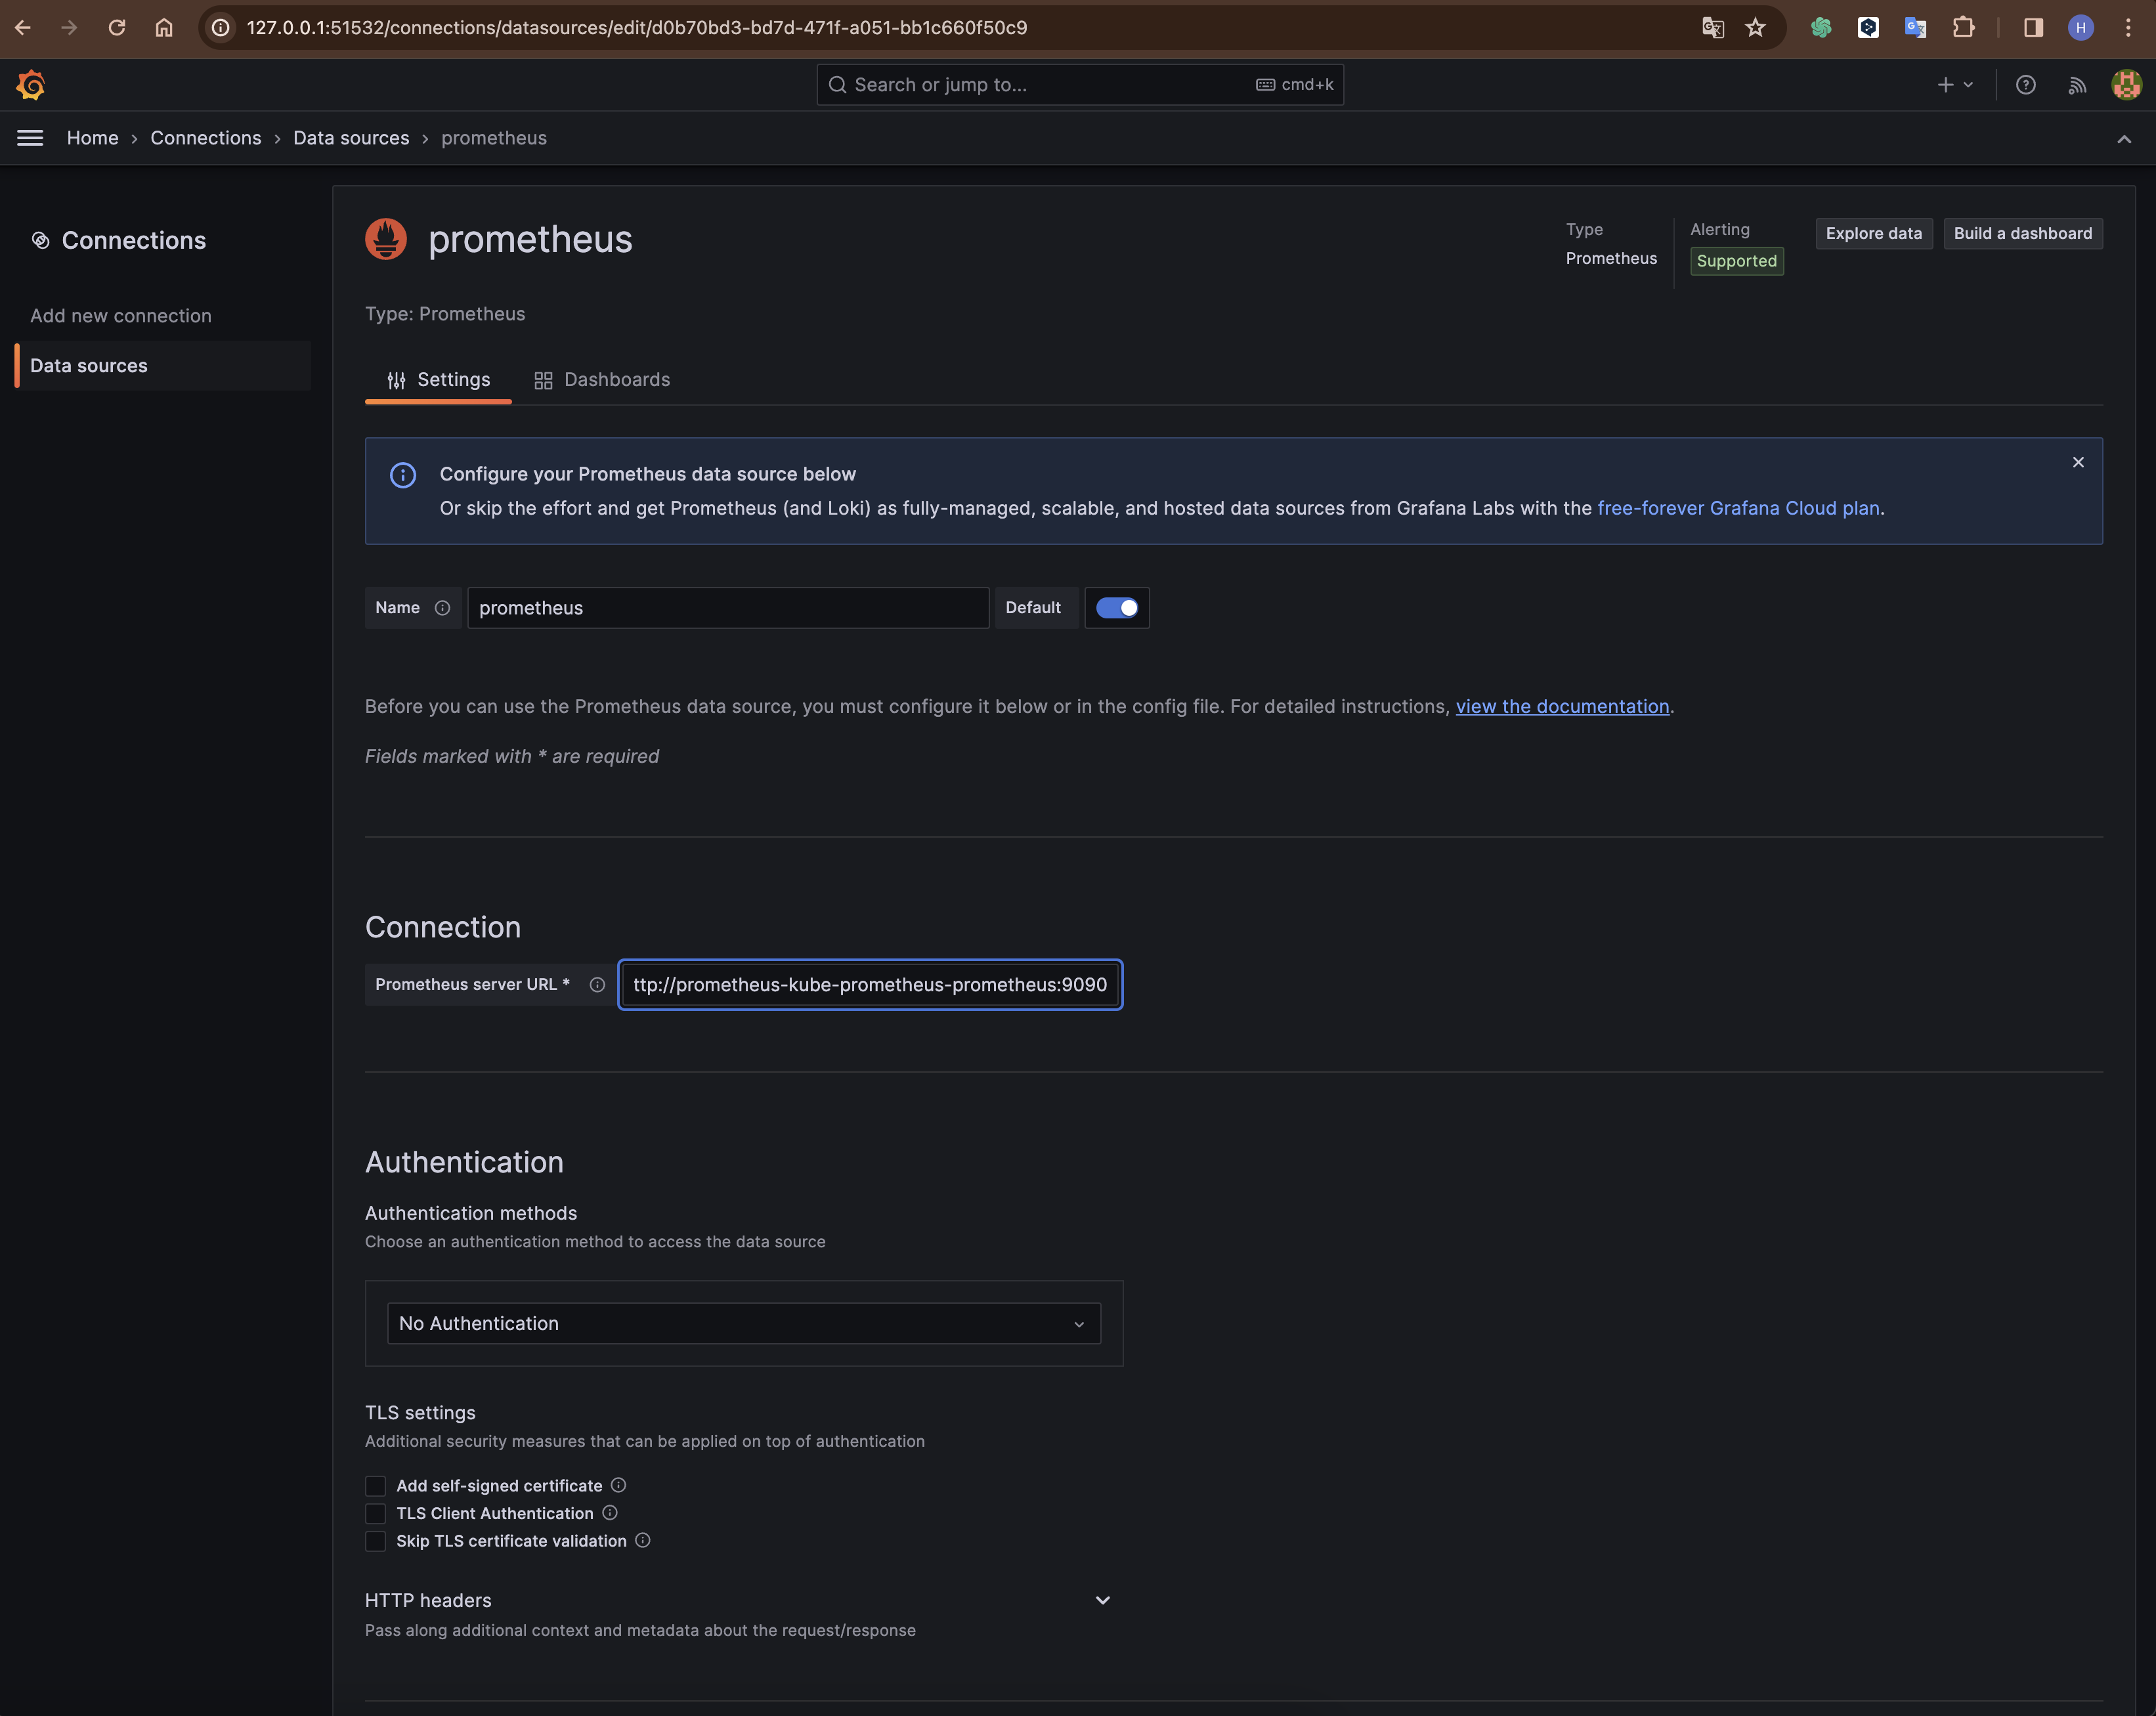 127.0.0.1:51532/connections/datasources/edit/d0b70bd3-bd7d-471f-a051-bb1c660f50c9
H
Search or jump to...
cmd+k
Home › Connections › Data sources › prometheus
Connections
Add new connection
Data sources
prometheus
Type
Prometheus
Alerting
Supported
Explore data
Build a dashboard
Type: Prometheus
Settings
Dashboards
Configure your Prometheus data source below
Or skip the effort and get Prometheus (and Loki) as fully-managed, scalable, and hosted data sources from Grafana Labs with the free-forever Grafana Cloud plan.
Name
prometheus
Default
Before you can use the Prometheus data source, you must configure it below or in the config file. For detailed instructions, view the documentation.
Fields marked with * are required
Connection
Prometheus server URL *
ttp://prometheus-kube-prometheus-prometheus:9090
Authentication
Authentication methods
Choose an authentication method to access the data source
No Authentication
TLS settings
Additional security measures that can be applied on top of authentication
Add self-signed certificate
TLS Client Authentication
Skip TLS certificate validation
HTTP headers
Pass along additional context and metadata about the request/response